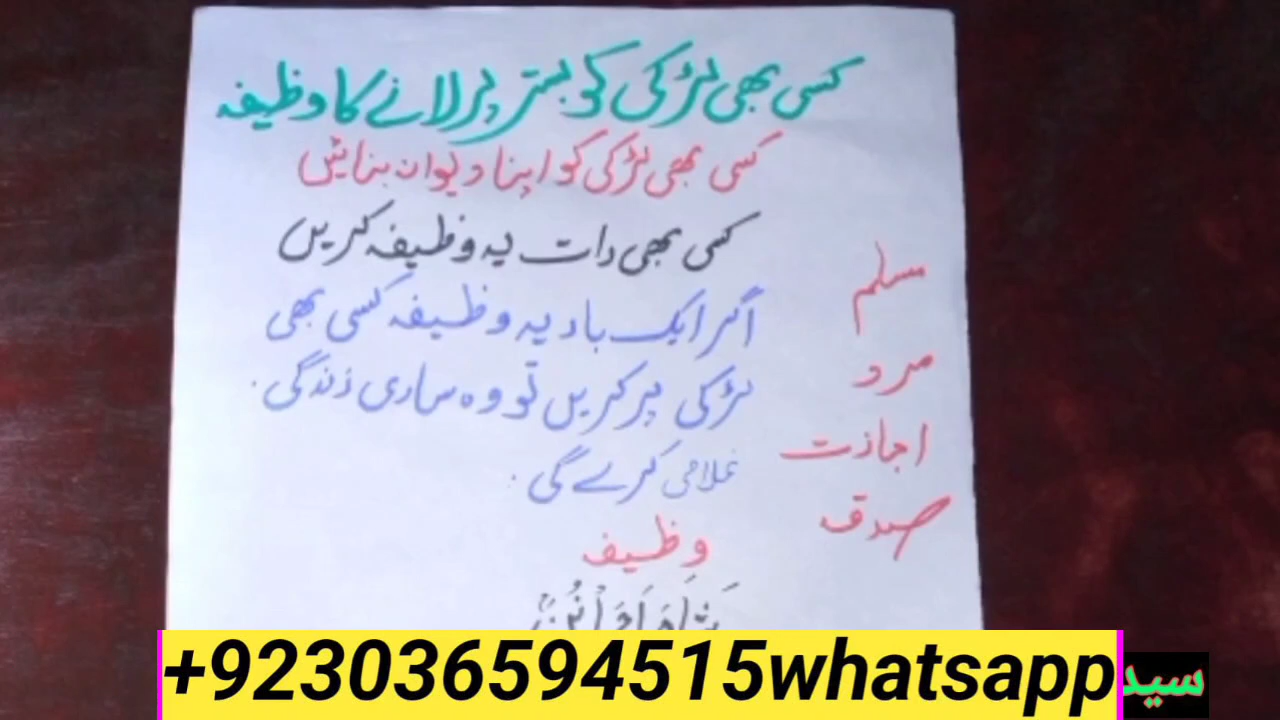 کسی بھی لڑکی کو بستر پر لانے کا وظیفہ
کسی بھی لڑکی کو اپنا دیوانہ بنائیں
کسی بھی رات یہ وظیفہ کریں
اگر ایک بار یہ وظیفہ کسی بھی
لڑکی پر کریں تو وہ ساری زندگی
غلامی کرے گی
مسلم
مرد
اجازت
صدق
وظیف
+923036594515whatsapp
سید